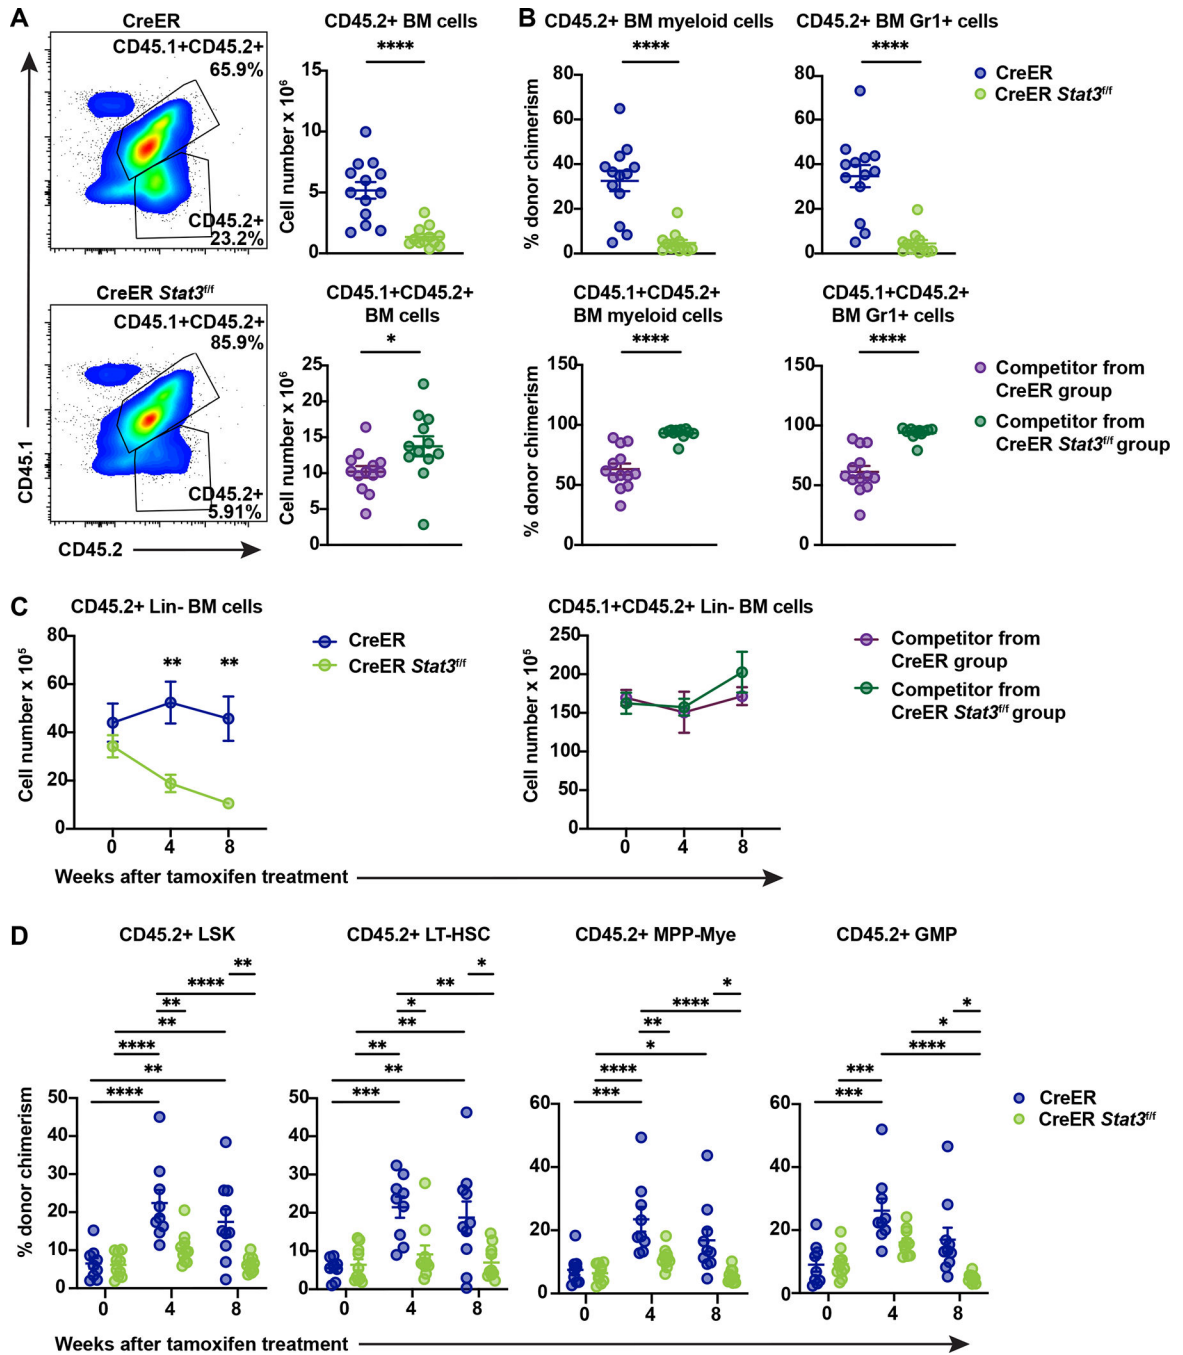 A
CreER
CD45.1+CD45.2+
65.9%
CD45.2+
23.2%
CreER Stat3f/f
CD45.1+CD45.2+
85.9%
CD45.2+
5.91%
CD45.1
CD45.2
CD45.2+ BM cells
****
Cell number x 10⁶
15
10
5
0
CD45.1+CD45.2+
BM cells
*
Cell number x 10⁶
25
20
15
10
5
0
B
CD45.2+ BM myeloid cells
****
% donor chimerism
80
60
40
20
0
CD45.2+ BM Gr1+ cells
****
80
60
40
20
0
CreER
CreER Stat3f/f
CD45.1+CD45.2+
BM myeloid cells
****
% donor chimerism
150
100
50
0
CD45.1+CD45.2+
BM Gr1+ cells
****
150
100
50
0
Competitor from
CreER group
Competitor from
CreER Stat3f/f group
C
CD45.2+ Lin- BM cells
Cell number x 10⁵
80
60
40
20
0
** **
0 4 8
CreER
CreER Stat3f/f
CD45.1+CD45.2+ Lin- BM cells
Cell number x 10⁵
250
200
150
100
50
0
0 4 8
Competitor from
CreER group
Competitor from
CreER Stat3f/f group
Weeks after tamoxifen treatment
D
CD45.2+ LSK
**
****
**
**
****
**
****
% donor chimerism
50
40
30
20
10
0
0 4 8
CD45.2+ LT-HSC
*
**
*
**
**
**
***
50
40
30
20
10
0
0 4 8
CD45.2+ MPP-Mye
*
****
**
*
****
***
60
40
20
0
0 4 8
CD45.2+ GMP
*
*
****
***
***
60
40
20
0
0 4 8
CreER
CreER Stat3f/f
Weeks after tamoxifen treatment